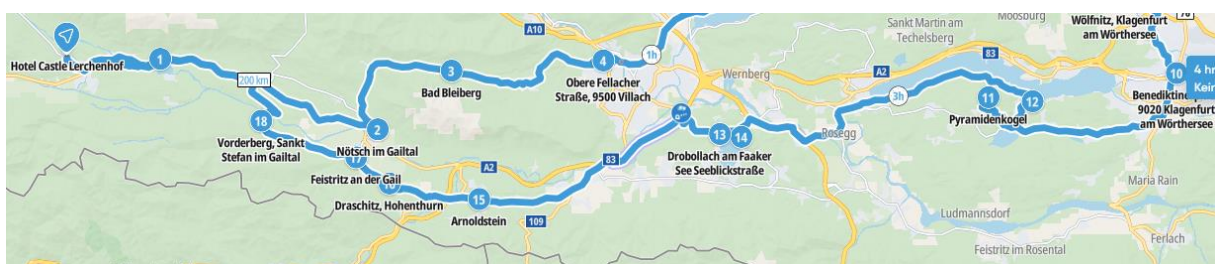 Sankt Martin am
Techelsberg
Moosburg
70
Wölfnitz, Klagenfurt
am Wörthersee
A10
83
1h
Hotel Castle Lerchenhof
1
200 km
3
Bad Bleiberg
4
Obere Fellacher
Straße, 9500 Villach
Wernberg
A2
3h
10
4 hr
Kein
Benediktinerp
9020 Klagenfurt
am Wörthersee
11
12
Pyramidenkogel
18
Vorderberg, Sankt
Stefan im Gailtal
2
Nötsch im Gailtal
13
14
Rosegg
Drobollach am Faaker
See Seeblickstraße
17
A2
83
Feistritz an der Gail
Draschitz, Hohenthurn
15
Arnoldstein
109
Maria Rain
Ludmannsdorf
Feistritz im Rosental
Ferlach